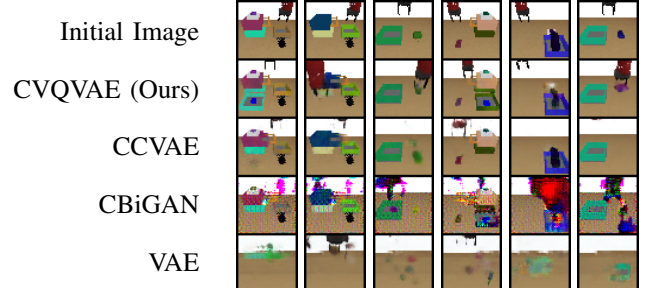 Initial Image
CVQVAE (Ours)
CCVAE
CBiGAN
VAE